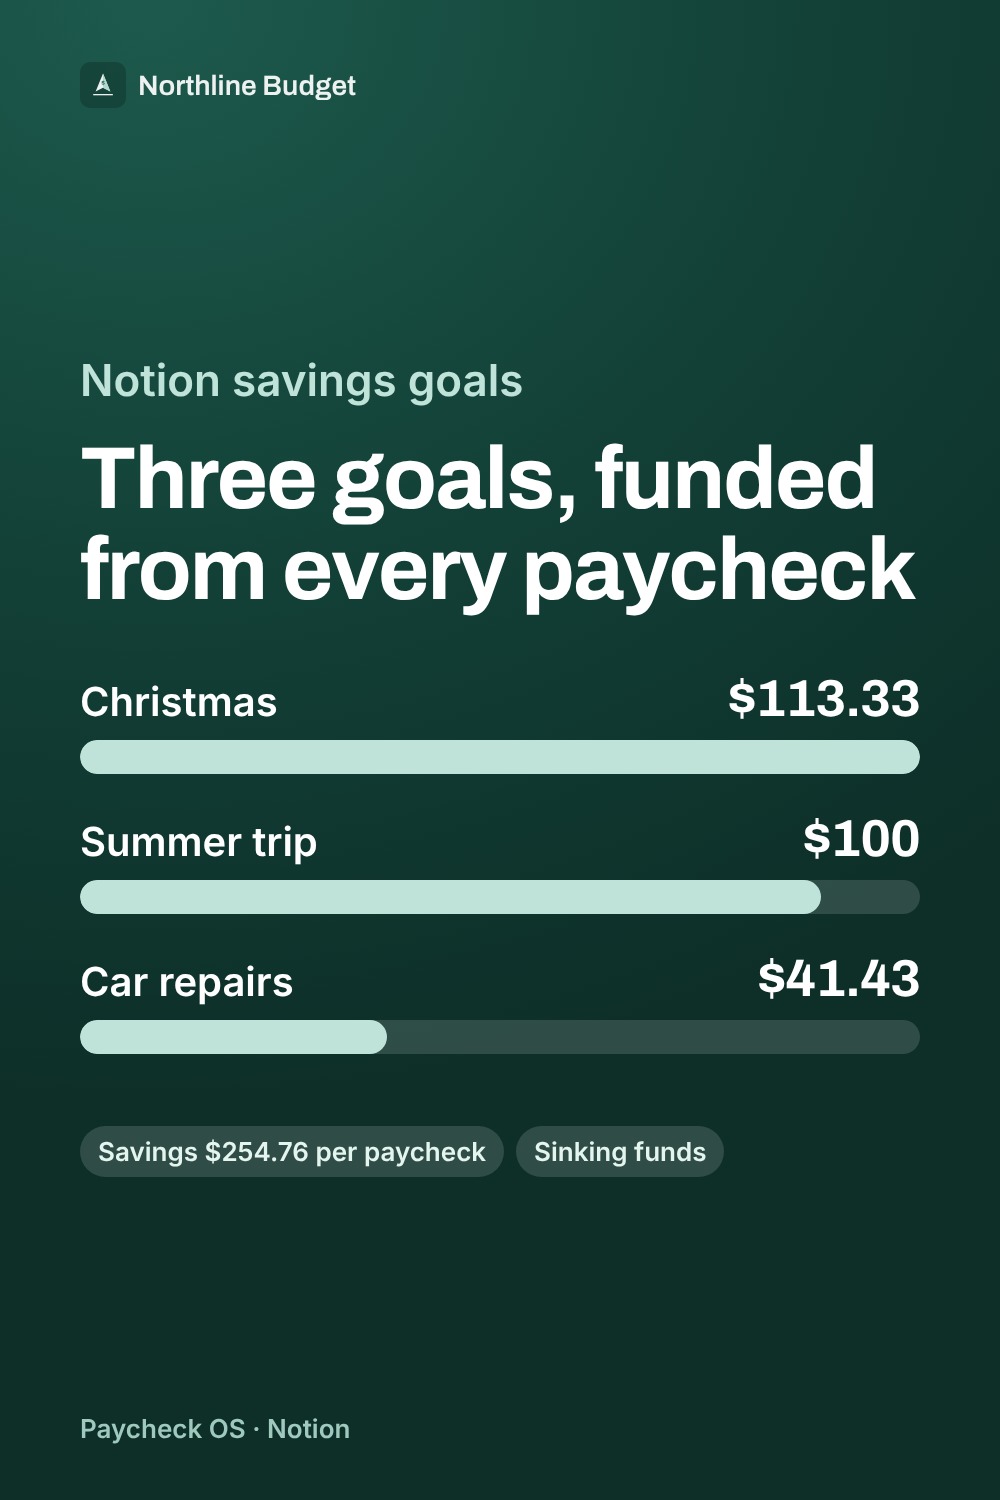 Northline Budget
Notion savings goals
Three goals, funded
from every paycheck
Christmas $113.33
Summer trip $100
Car repairs $41.43
Savings $254.76 per paycheck Sinking funds
Paycheck OS · Notion